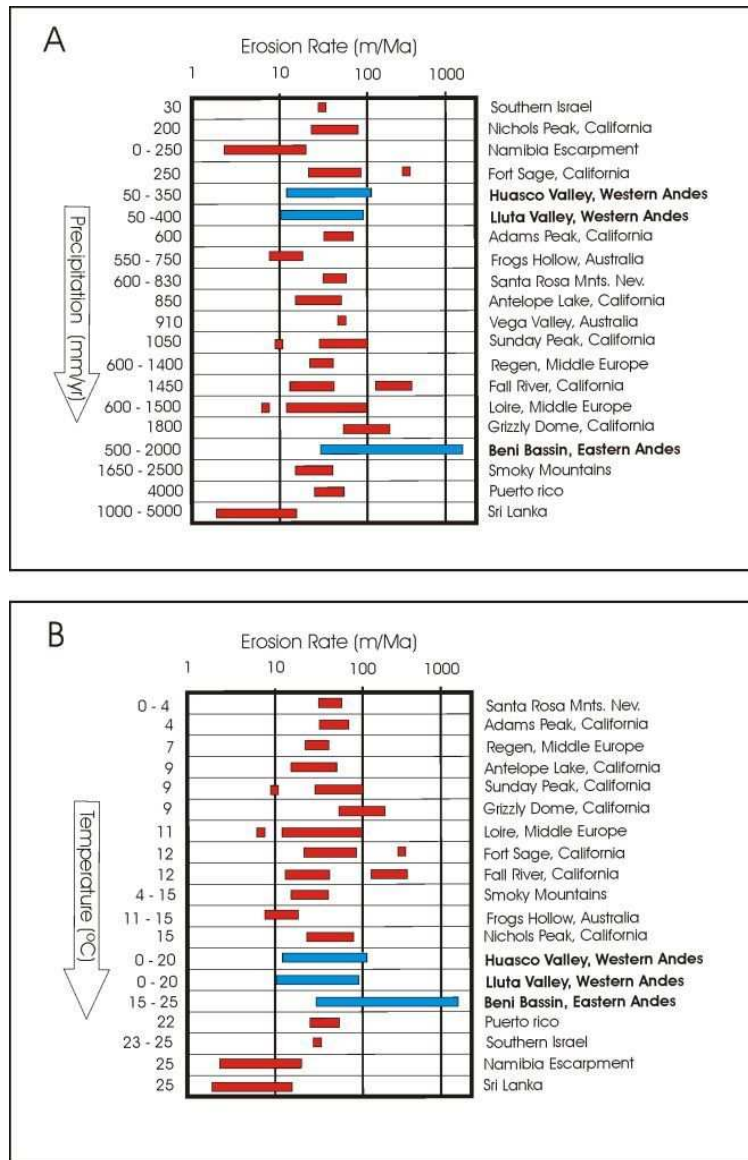 A
Erosion Rate (m/Ma)
1 10 100 1000
30 Southern Israel
200 Nichols Peak, California
0 - 250 Namibia Escarpment
250 Fort Sage, California
50 - 350 Huasco Valley, Western Andes
50 -400 Lluta Valley, Western Andes
600 Adams Peak, California
550 - 750 Frogs Hollow, Australia
600 - 830 Santa Rosa Mnts. Nev.
850 Antelope Lake, California
910 Vega Valley, Australia
1050 Sunday Peak, California
600 - 1400 Regen, Middle Europe
1450 Fall River, California
600 - 1500 Loire, Middle Europe
1800 Grizzly Dome, California
500 - 2000 Beni Bassin, Eastern Andes
1650 - 2500 Smoky Mountains
4000 Puerto rico
1000 - 5000 Sri Lanka
Precipitation
(mm/yr)
B
Erosion Rate (m/Ma)
1 10 100 1000
0 - 4 Santa Rosa Mnts. Nev.
4 Adams Peak, California
7 Regen, Middle Europe
9 Antelope Lake, California
9 Sunday Peak, California
9 Grizzly Dome, California
11 Loire, Middle Europe
12 Fort Sage, California
12 Fall River, California
4 - 15 Smoky Mountains
11 - 15 Frogs Hollow, Australia
15 Nichols Peak, California
0 - 20 Huasco Valley, Western Andes
0 - 20 Lluta Valley, Western Andes
15 - 25 Beni Bassin, Eastern Andes
22 Puerto rico
23 - 25 Southern Israel
25 Namibia Escarpment
25 Sri Lanka
Temperature (°C)